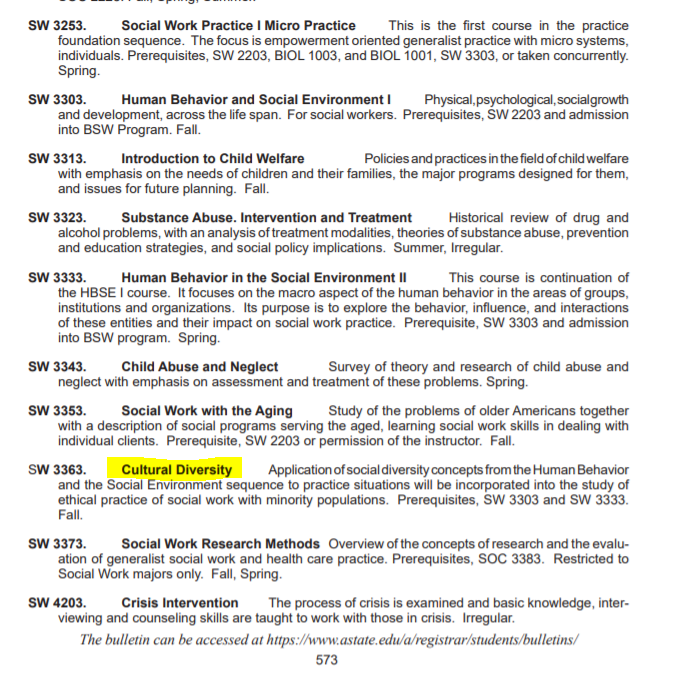 SW 3253. Social Work Practice I Micro Practice This is the first course in the practice
foundation sequence. The focus is empowerment oriented generalist practice with micro systems,
individuals. Prerequisites, SW 2203, BIOL 1003, and BIOL 1001, SW 3303, or taken concurrently.
Spring.
SW 3303. Human Behavior and Social Environment I Physical, psychological, social growth
and development, across the life span. For social workers. Prerequisites, SW 2203 and admission
into BSW Program. Fall.
SW 3313. Introduction to Child Welfare Policies and practices in the field of child welfare
with emphasis on the needs of children and their families, the major programs designed for them,
and issues for future planning. Fall.
SW 3323. Substance Abuse. Intervention and Treatment Historical review of drug and
alcohol problems, with an analysis of treatment modalities, theories of substance abuse, prevention
and education strategies, and social policy implications. Summer, Irregular.
SW 3333. Human Behavior in the Social Environment II This course is continuation of
the HBSE I course. It focuses on the macro aspect of the human behavior in the areas of groups,
institutions and organizations. Its purpose is to explore the behavior, influence, and interactions
of these entities and their impact on social work practice. Prerequisite, SW 3303 and admission
into BSW program. Spring.
SW 3343. Child Abuse and Neglect Survey of theory and research of child abuse and
neglect with emphasis on assessment and treatment of these problems. Spring.
SW 3353. Social Work with the Aging Study of the problems of older Americans together
with a description of social programs serving the aged, learning social work skills in dealing with
individual clients. Prerequisite, SW 2203 or permission of the instructor. Fall.
SW 3363. Cultural Diversity Application of social diversity concepts from the Human Behavior
and the Social Environment sequence to practice situations will be incorporated into the study of
ethical practice of social work with minority populations. Prerequisites, SW 3303 and SW 3333.
Fall.
SW 3373. Social Work Research Methods Overview of the concepts of research and the evalu-
ation of generalist social work and health care practice. Prerequisites, SOC 3383. Restricted to
Social Work majors only. Fall, Spring.
SW 4203. Crisis Intervention The process of crisis is examined and basic knowledge, inter-
viewing and counseling skills are taught to work with those in crisis. Irregular.
The bulletin can be accessed at https://www.astate.edu/a/registrar/students/bulletins/
573